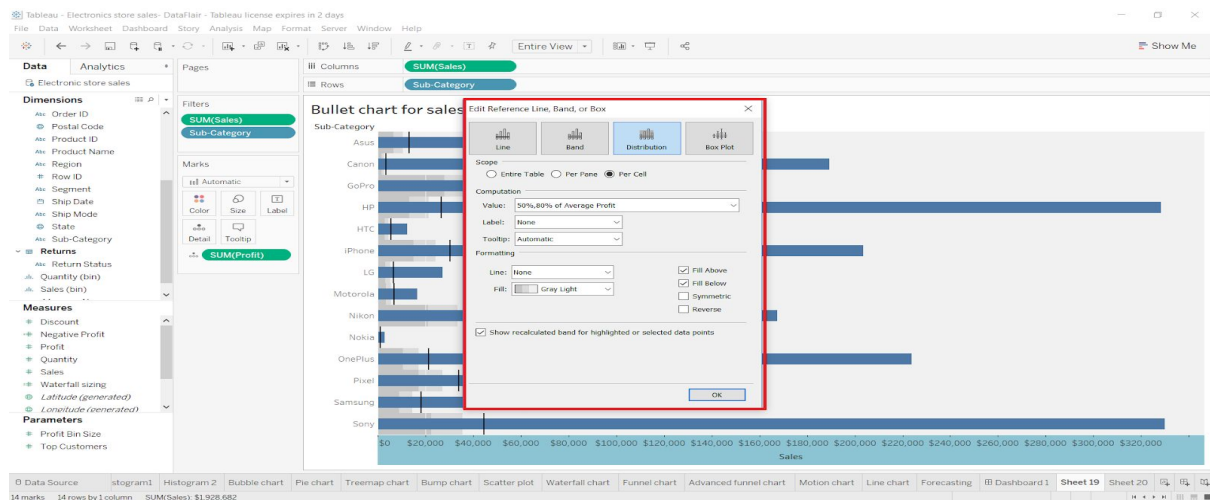 Tableau - Electronics store sales- DataFlair - Tableau license expires in 2 days
File Data Worksheet Dashboard Story Analysis Map Format Server Window Help
Entire View
Show Me
Data Analytics
Electronic store sales
Dimensions
Abc Order ID
Postal Code
Abc Product ID
Abc Product Name
Abc Region
# Row ID
Abc Segment
Ship Date
Abc Ship Mode
State
Abc Sub-Category
Returns
Abc Return Status
Quantity (bin)
Sales (bin)
Measures
# Discount
Negative Profit
# Profit
# Quantity
# Sales
Waterfall sizing
Latitude (generated)
Longitude (generated)
Parameters
# Profit Bin Size
# Top Customers
Pages
Filters
SUM(Sales)
Sub-Category
Marks
Automatic
Color Size Label
Detail Tooltip
SUM(Profit)
Columns SUM(Sales)
Rows Sub-Category
Bullet chart for sales
Sub-Category
Asus
Canon
GoPro
HP
HTC
iPhone
LG
Motorola
Nikon
Nokia
OnePlus
Pixel
Samsung
Sony
$0 $20,000 $40,000 $60,000 $80,000 $100,000 $120,000 $140,000 $160,000 $180,000 $200,000 $220,000 $240,000 $260,000 $280,000 $300,000 $320,000
Sales
Edit Reference Line, Band, or Box
Line Band Distribution Box Plot
Scope
Entire Table Per Pane Per Cell
Computation
Value: 50%,80% of Average Profit
Label: None
Tooltip: Automatic
Formatting
Line: None
Fill: Gray Light
Fill Above
Fill Below
Symmetric
Reverse
Show recalculated band for highlighted or selected data points
OK
Data Source stogram1 Histogram 2 Bubble chart Pie chart Treemap chart Bump chart Scatter plot Waterfall chart Funnel chart Advanced funnel chart Motion chart Line chart Forecasting Dashboard 1 Sheet 19 Sheet 20
14 marks 14 rows by 1 column SUM(Sales): $1,928,682